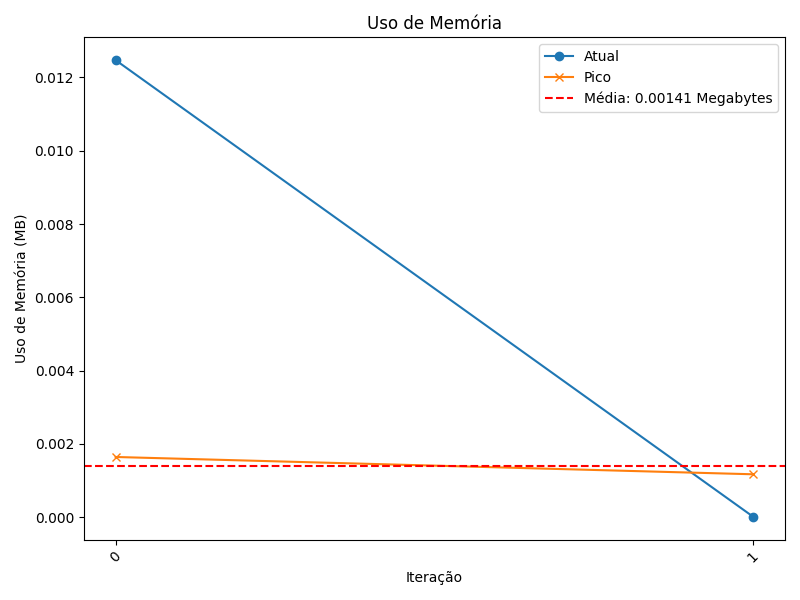 Uso de Memória
Atual
Pico
Média: 0.00141 Megabytes
Uso de Memória (MB)
0.012
0.010
0.008
0.006
0.004
0.002
0.000
0
1
Iteração